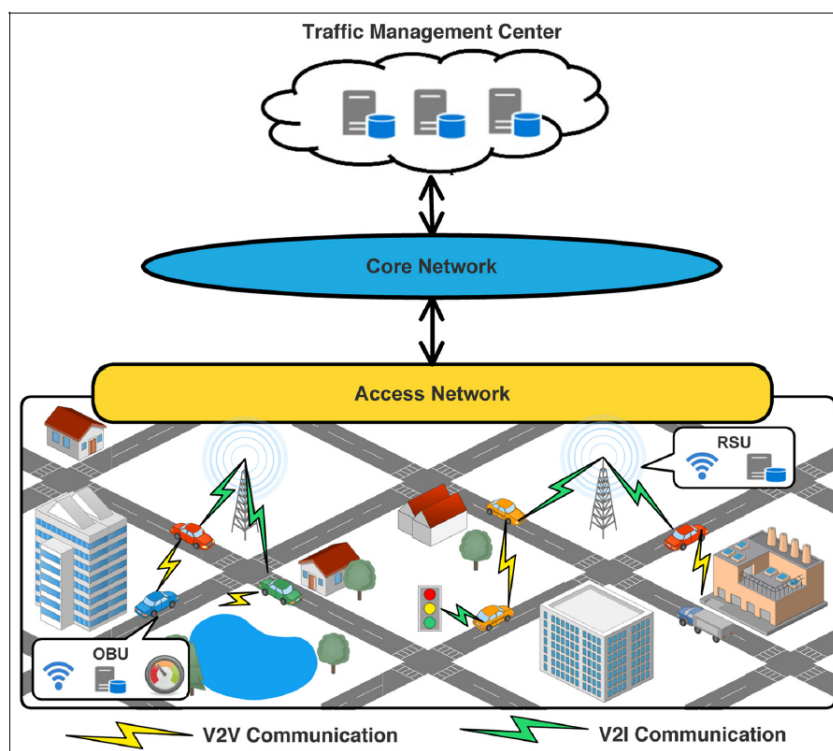 Traffic Management Center
Core Network
Access Network
RSU
OBU
V2V Communication
V2I Communication